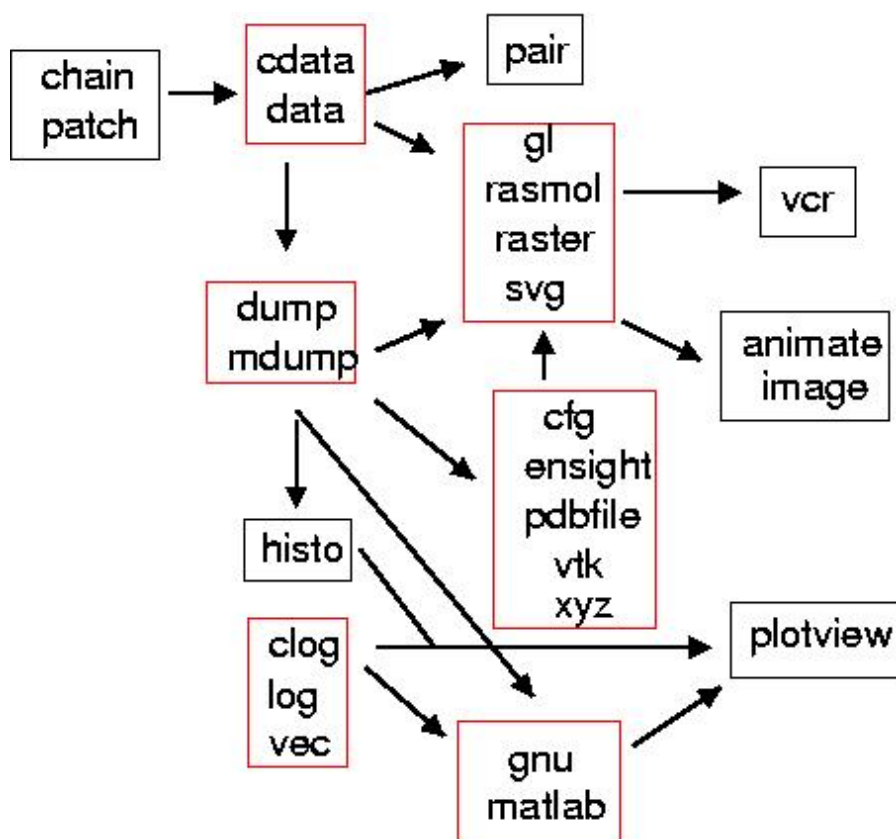 chain
patch
cdata
data
pair
gl
rasmol
raster
svg
vcr
dump
mdump
animate
image
cfg
ensight
pdbfile
vtk
xyz
histo
clog
log
vec
plotview
gnu
matlab